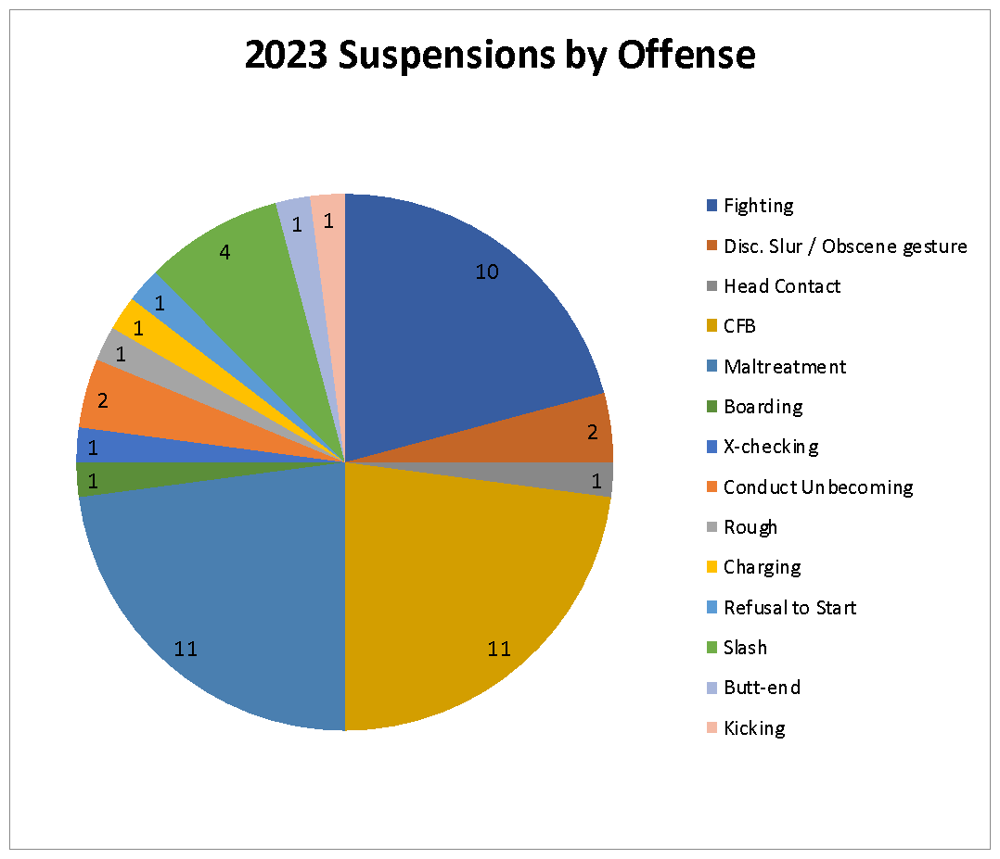 2023 Suspensions by Offense
10
2
1
11
11
1
1
2
1
1
1
4
1
1
Fighting
Disc. Slur / Obscene gesture
Head Contact
CFB
Maltreatment
Boarding
X-checking
Conduct Unbecoming
Rough
Charging
Refusal to Start
Slash
Butt-end
Kicking